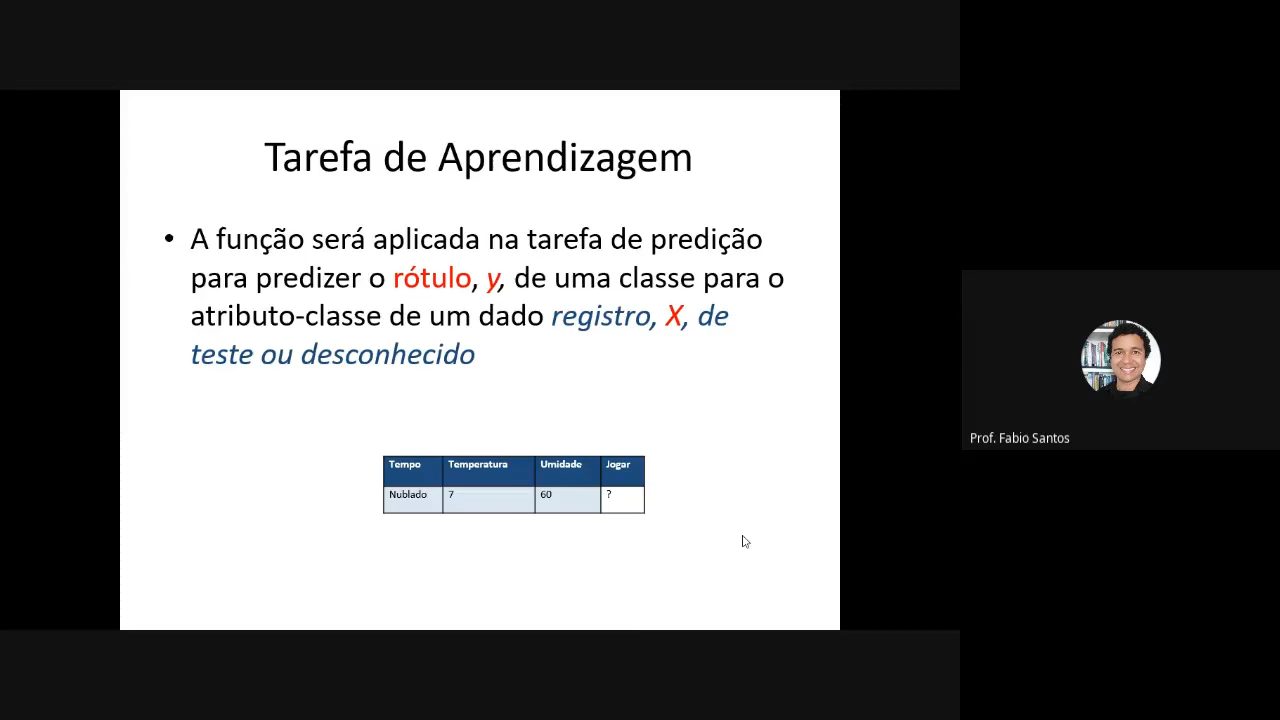 Tarefa de Aprendizagem
• A função será aplicada na tarefa de predição
para predizer o rótulo, y, de uma classe para o
atributo-classe de um dado registro, X, de
teste ou desconhecido
Tempo Temperatura Umidade Jogar
Nublado 7 60 ?
Prof. Fabio Santos